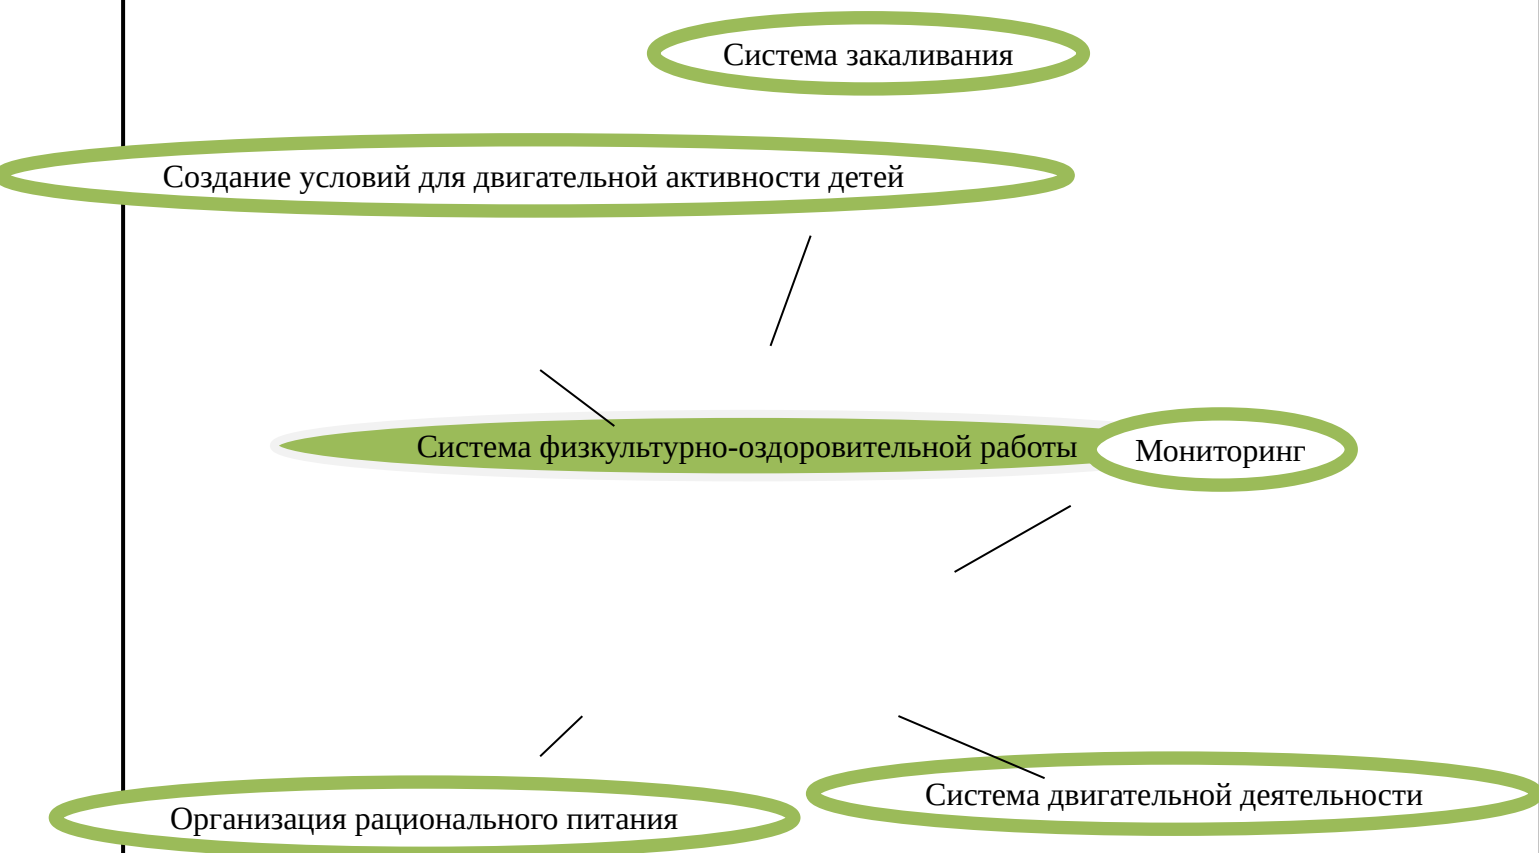 Система закаливания
Создание условий для двигательной активности детей
Система физкультурно-оздоровительной работы
Мониторинг
Система двигательной деятельности
Организация рационального питания